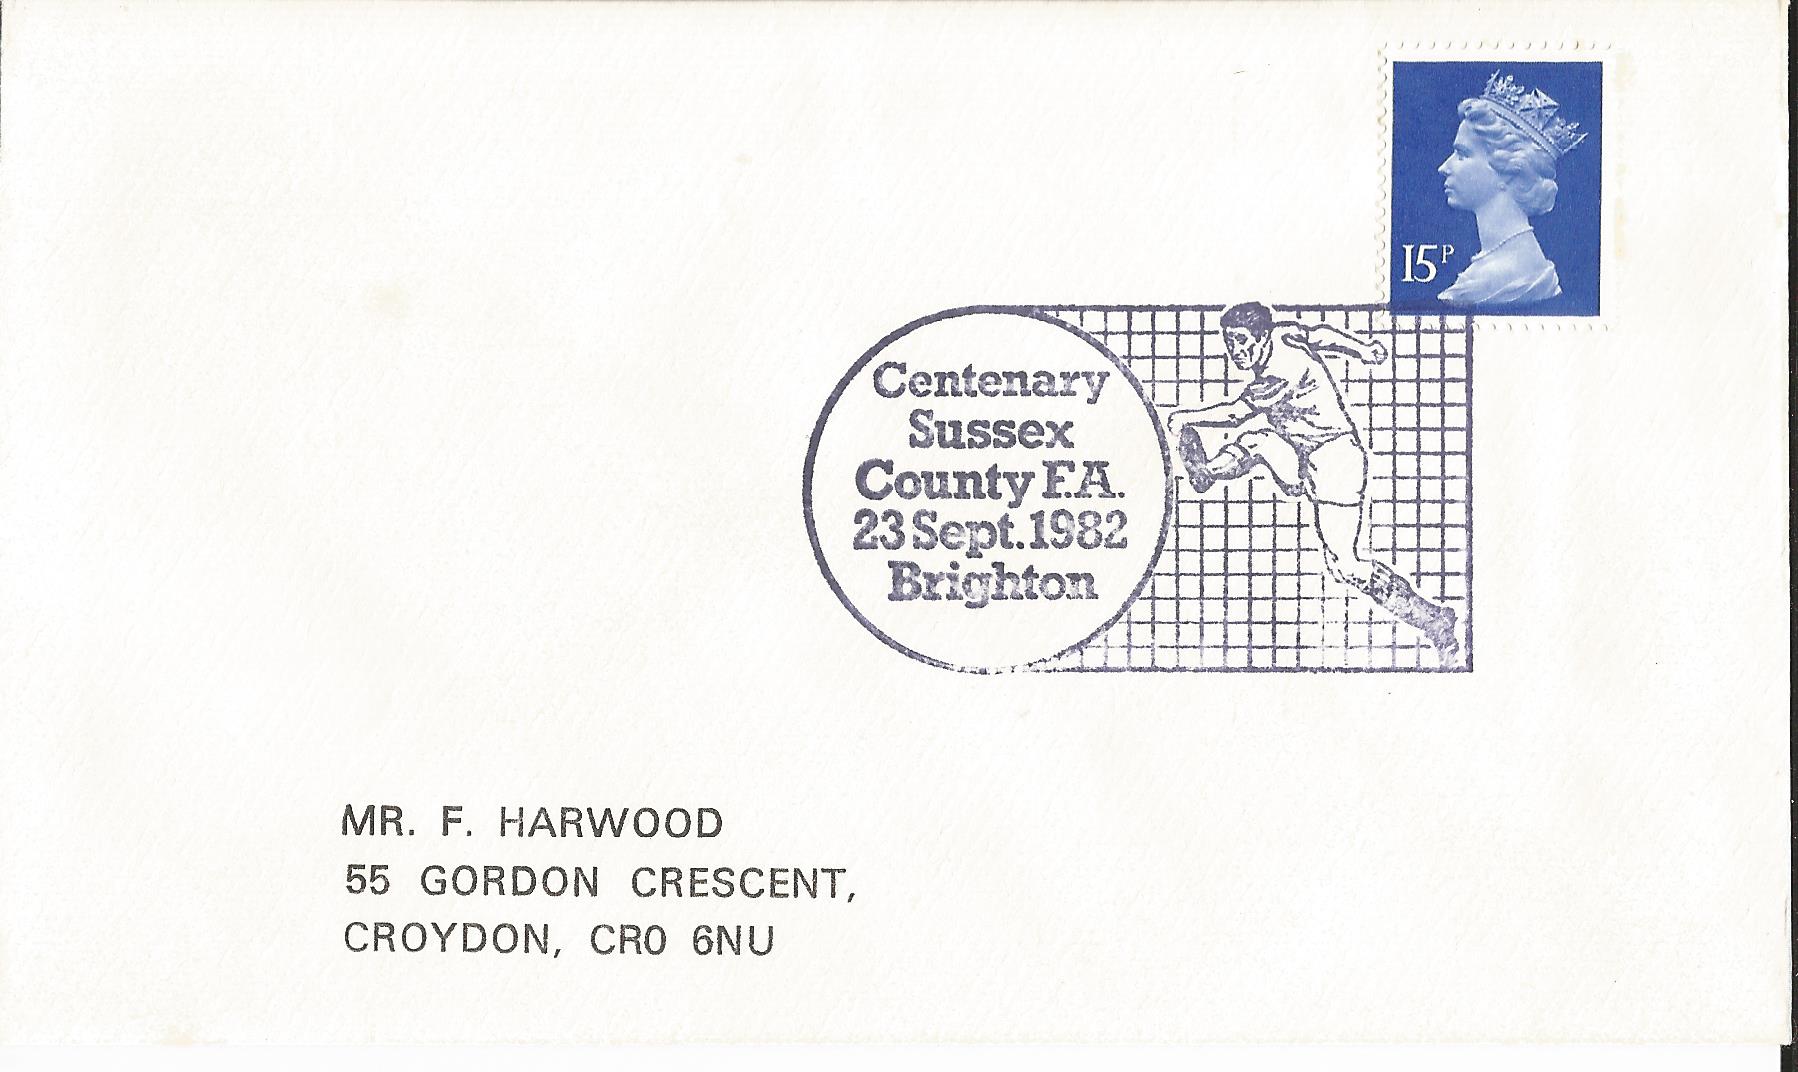 15P
Centenary
Sussex
County F.A.
23 Sept. 1982
Brighton
MR. F. HARWOOD
55 GORDON CRESCENT,
CROYDON, CR0 6NU